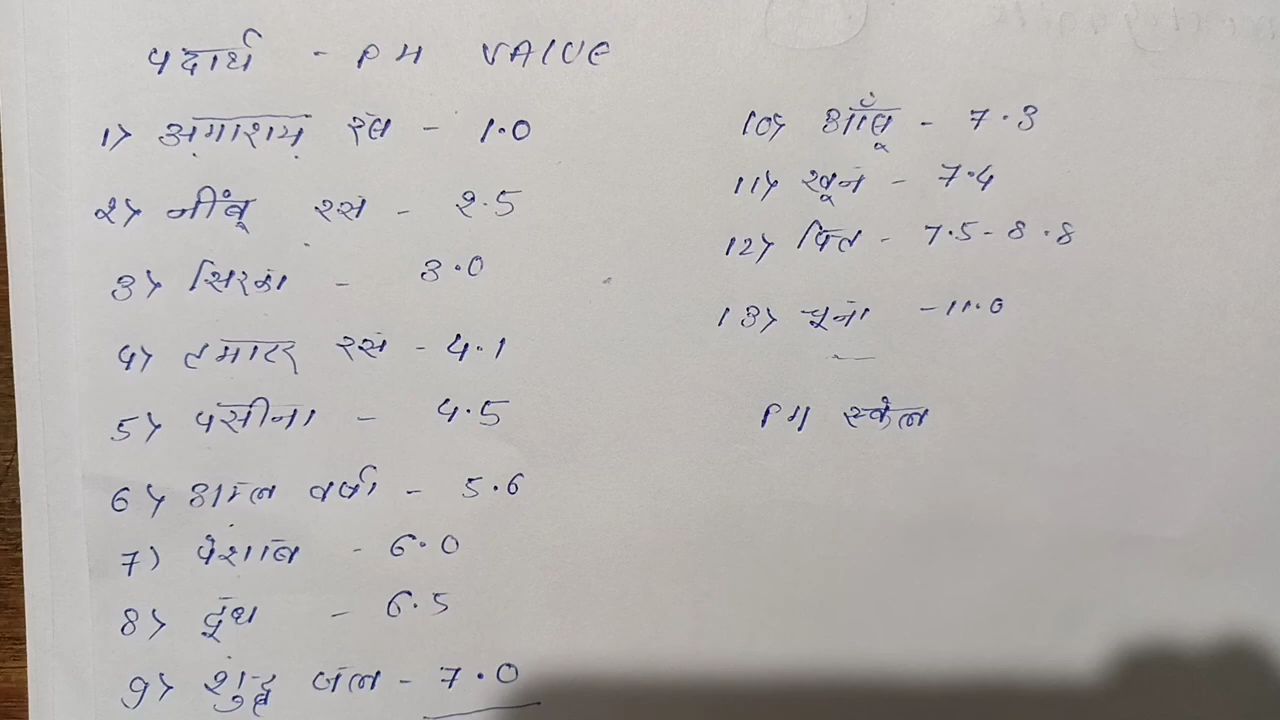 पदार्थ - PH VALUE
1> अमाशय रस - 1.0
2> नींबू रस - 2.5
3> सिरका - 3.0
4> टमाटर रस - 4.1
5> पसीना - 4.5
6> अम्ल वर्षा - 5.6
7) पेशाब - 6.0
8> दूध - 6.5
9> शुद्ध जल - 7.0
10> आँसू - 7.3
11> खून - 7.4
12> पित - 7.5-8.8
13> चूना - 11.0
PH स्केल